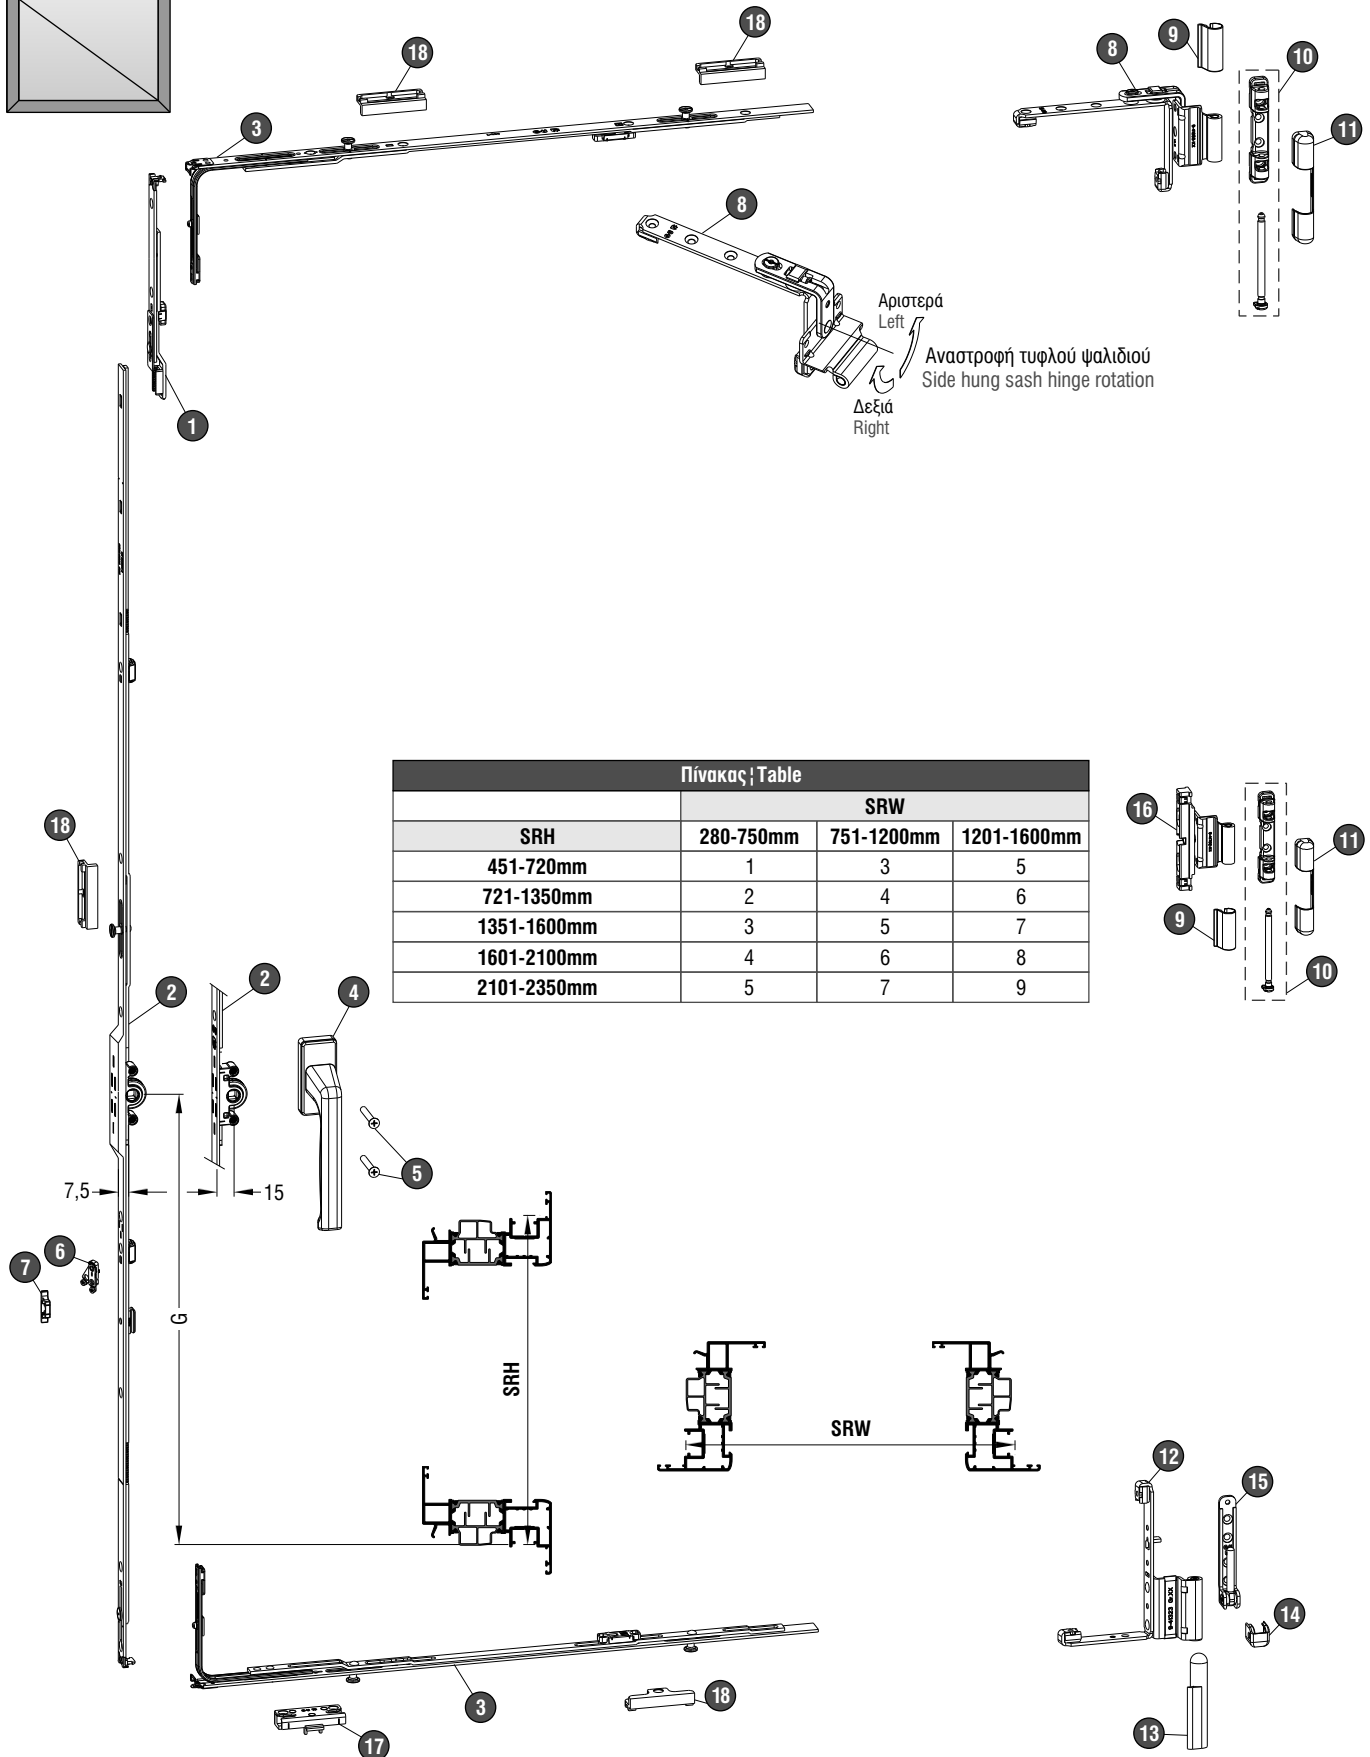 18
18
9
8
10
3
11
8
Αριστερά
Left
Αναστροφή τυφλού ψαλιδιού
Side hung sash hinge rotation
Δεξιά
Right
1
Πίνακας¦Table
SRW
SRH 280-750mm 751-1200mm 1201-1600mm
451-720mm 1 3 5
721-1350mm 2 4 6
1351-1600mm 3 5 7
1601-2100mm 4 6 8
2101-2350mm 5 7 9
16
18
11
9
10
2
2
4
5
7,5
15
6
7
G
SRH
SRW
12
15
14
3
18
17
13